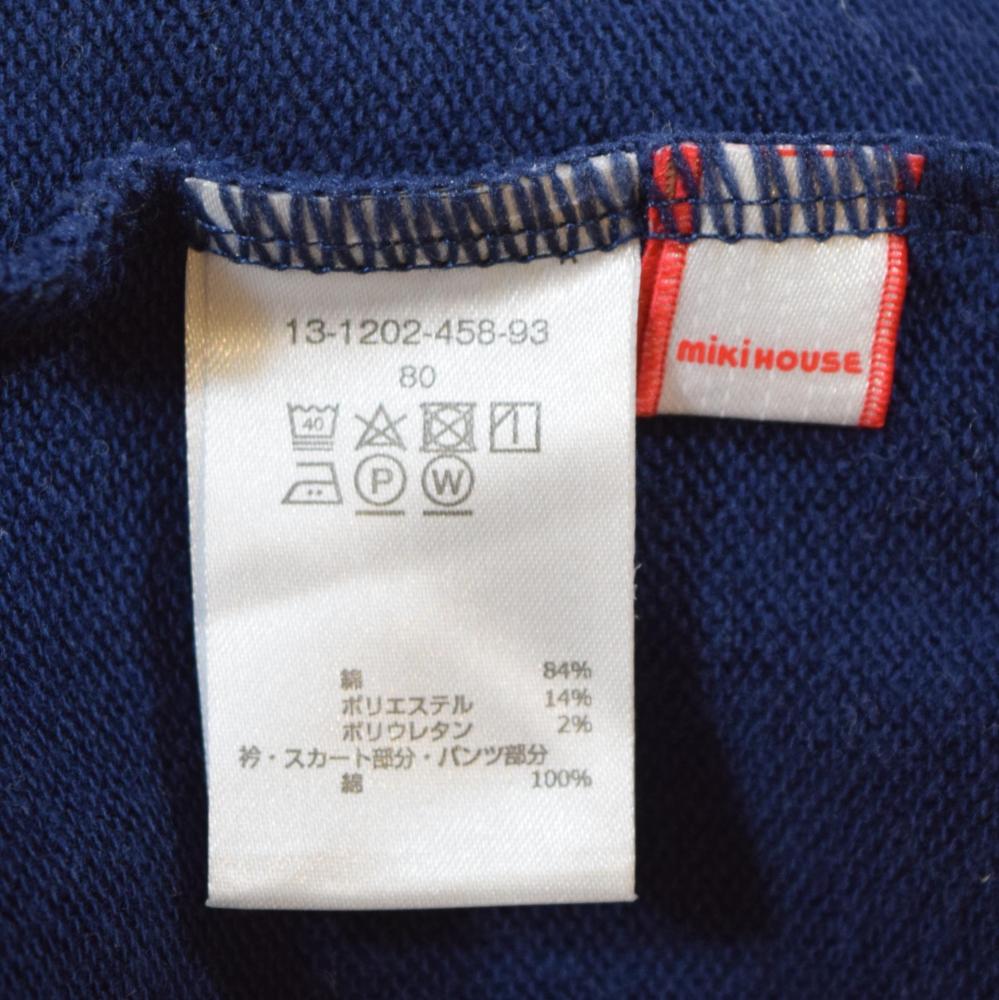 13-1202-458-93
80
40
P W
綿 84%
ポリエステル 14%
ポリウレタン 2%
衿・スカート部分・パンツ部分
綿 100%
miKiHOUSE